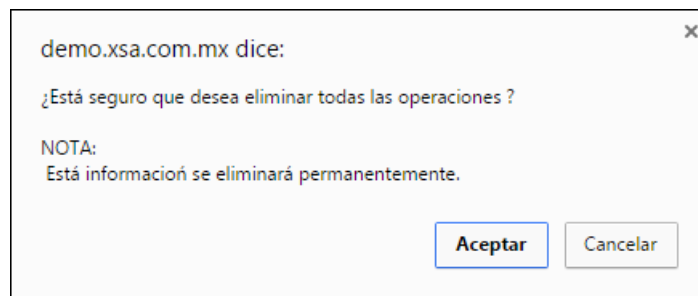 demo.xsa.com.mx dice:
¿Está seguro que desea eliminar todas las operaciones ?
NOTA:
Está informacioń se eliminará permanentemente.
Aceptar
Cancelar